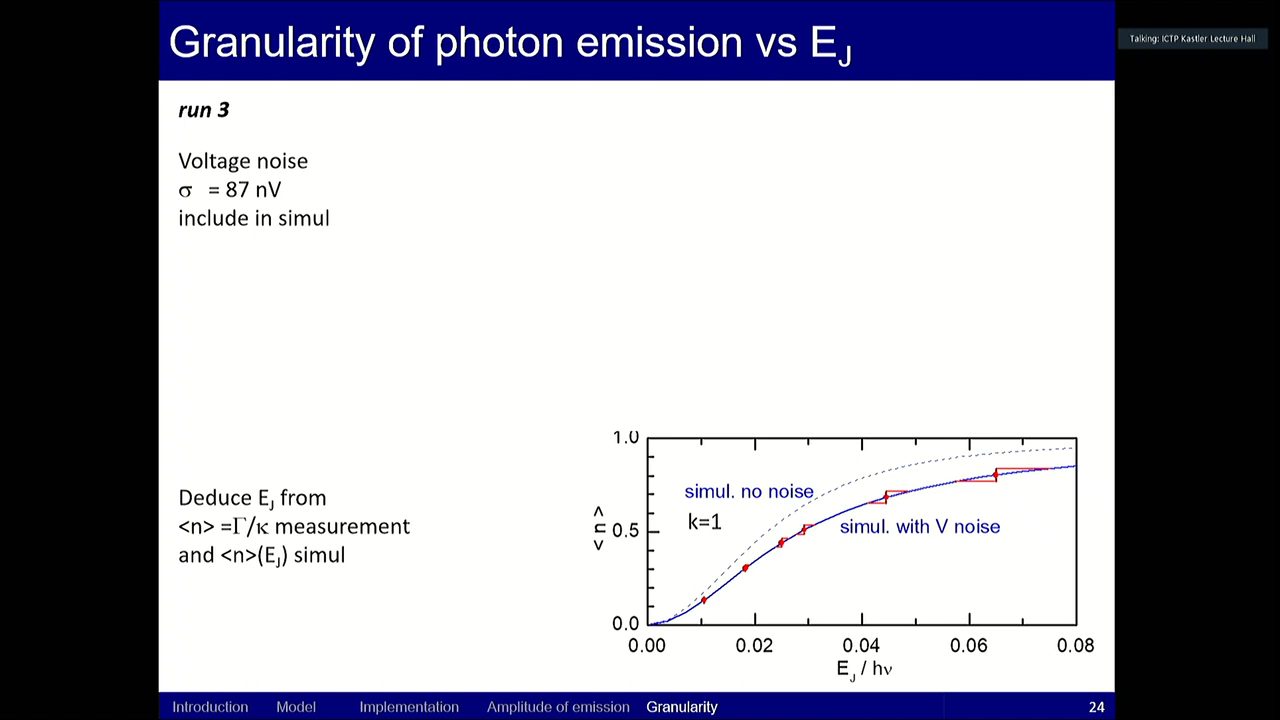 Granularity of photon emission vs EJ
Talking: ICTP Kastler Lecture Hall
run 3
Voltage noise
σ = 87 nV
include in simul
Deduce EJ from
<n> =Γ/κ measurement
and <n>(EJ) simul
1.0
0.5
0.0
< n >
simul. no noise
k=1
simul. with V noise
0.00 0.02 0.04 0.06 0.08
EJ / hν
Introduction Model Implementation Amplitude of emission Granularity 24